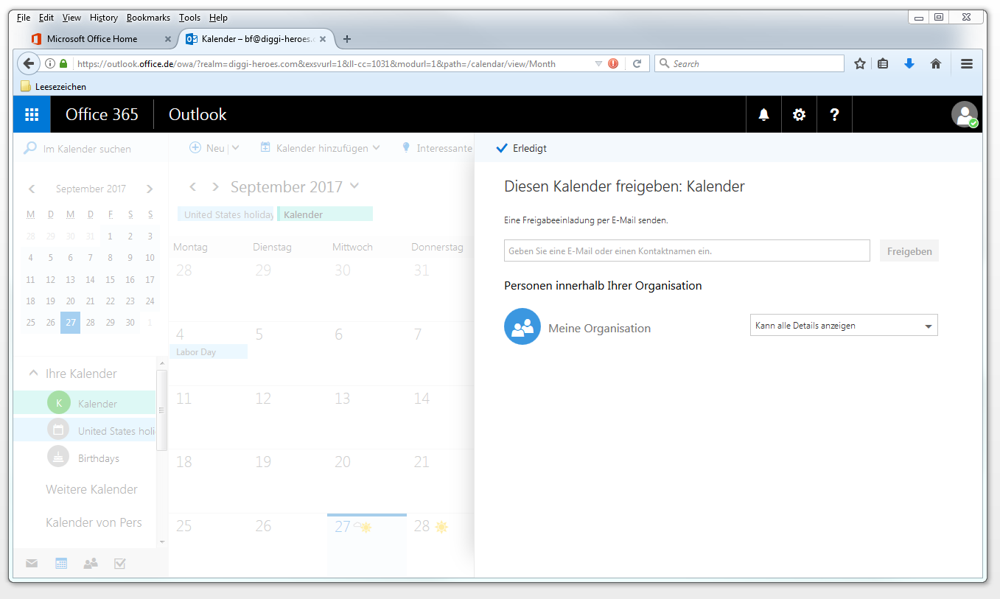 File Edit View History Bookmarks Tools Help
Microsoft Office Home
Kalender – bf@diggi-heroes.
https://outlook.office.de/owa/?realm=diggi-heroes.com&exsvurl=1&ll-cc=1031&modurl=1&path=/calendar/view/Month
Search
Leesezeichen
Office 365
Outlook
?
Im Kalender suchen
Neu
Kalender hinzufügen
Interessante
Erledigt
September 2017
M D M D F S S
28 29 30 31 1 2 3
4 5 6 7 8 9 10
11 12 13 14 15 16 17
18 19 20 21 22 23 24
25 26 27 28 29 30 1
Ihre Kalender
K Kalender
United States holi
Birthdays
Weitere Kalender
Kalender von Pers
September 2017
United States holiday
Kalender
Montag Dienstag Mittwoch Donnerstag
28 29 30 31
4 5 6 7
Labor Day
11 12 13 14
18 19 20 21
25 26 27 28
Diesen Kalender freigeben: Kalender
Eine Freigabeeinladung per E-Mail senden.
Geben Sie eine E-Mail oder einen Kontaktnamen ein.
Freigeben
Personen innerhalb Ihrer Organisation
Meine Organisation
Kann alle Details anzeigen